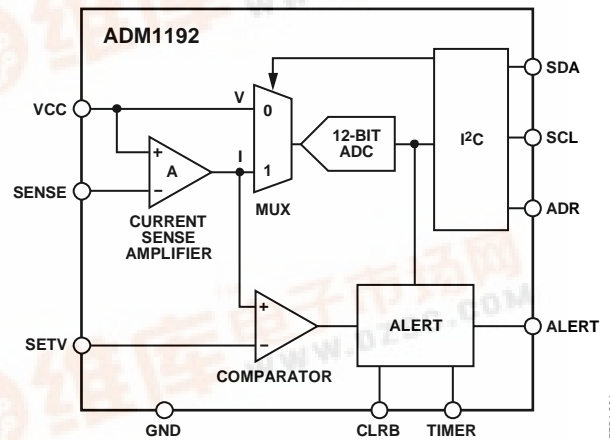 ADM1192
VCC
SENSE
SETV
V
I
0
1
MUX
A
+
−
CURRENT
SENSE
AMPLIFIER
12-BIT
ADC
I²C
SDA
SCL
ADR
+
−
COMPARATOR
ALERT
ALERT
GND
CLRB
TIMER